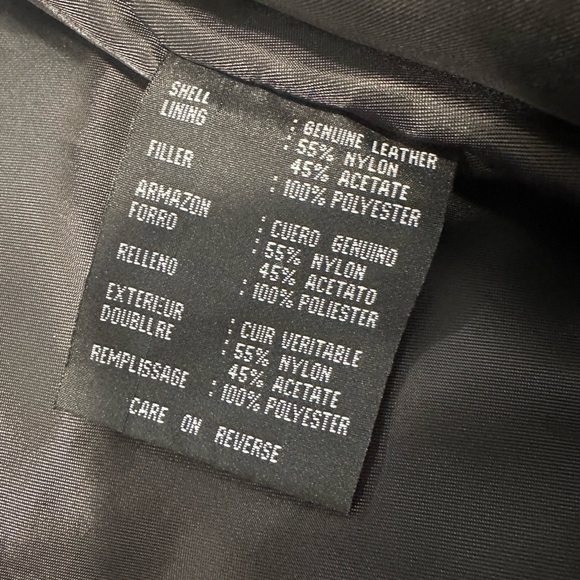 SHELL : GENUINE LEATHER
LINING : 55% NYLON
45% ACETATE
FILLER : 100% POLYESTER
ARMAZON : CUERO GENUINO
FORRO : 55% NYLON
45% ACETATO
RELLENO : 100% POLIESTER
EXTERIEUR : CUIR VERITABLE
DOUBLLRE : 55% NYLON
45% ACETATE
REMPLISSAGE : 100% POLYESTER
CARE ON REVERSE